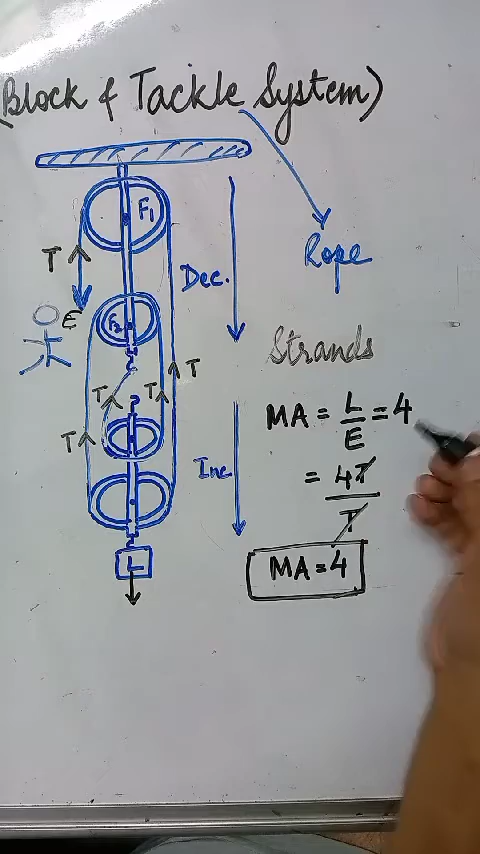 (Block & Tackle System)
F1
T
Dec.
Rope
E
F2
Strands
T
T
T
T
MA = L/E = 4
Inc.
= 4T/T
L
MA = 4